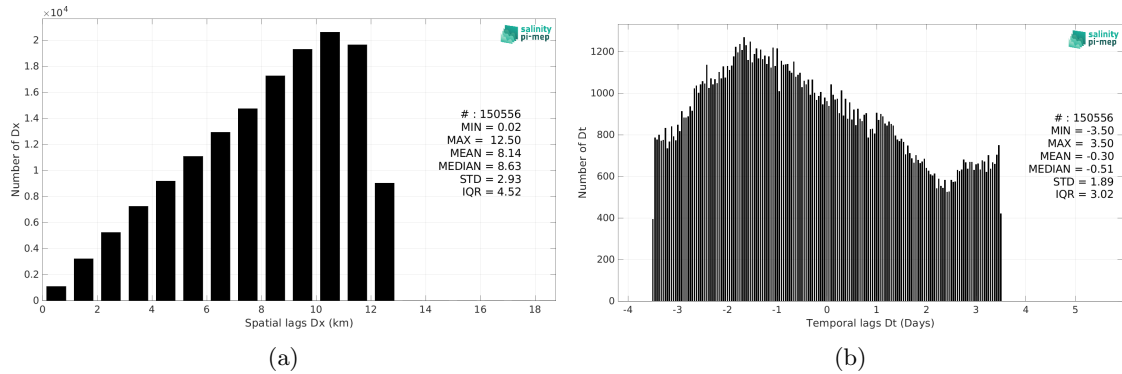 ×10⁴
2
1.8
1.6
1.4
1.2
1
0.8
0.6
0.4
0.2
0
Number of Dx
salinity
pi-mep
# : 150556
MIN = 0.02
MAX = 12.50
MEAN = 8.14
MEDIAN = 8.63
STD = 2.93
IQR = 4.52
0 2 4 6 8 10 12 14 16 18
Spatial lags Dx (km)
(a)
1200
1000
800
600
400
200
0
Number of Dt
salinity
pi-mep
# : 150556
MIN = -3.50
MAX = 3.50
MEAN = -0.30
MEDIAN = -0.51
STD = 1.89
IQR = 3.02
-4 -3 -2 -1 0 1 2 3 4 5
Temporal lags Dt (Days)
(b)